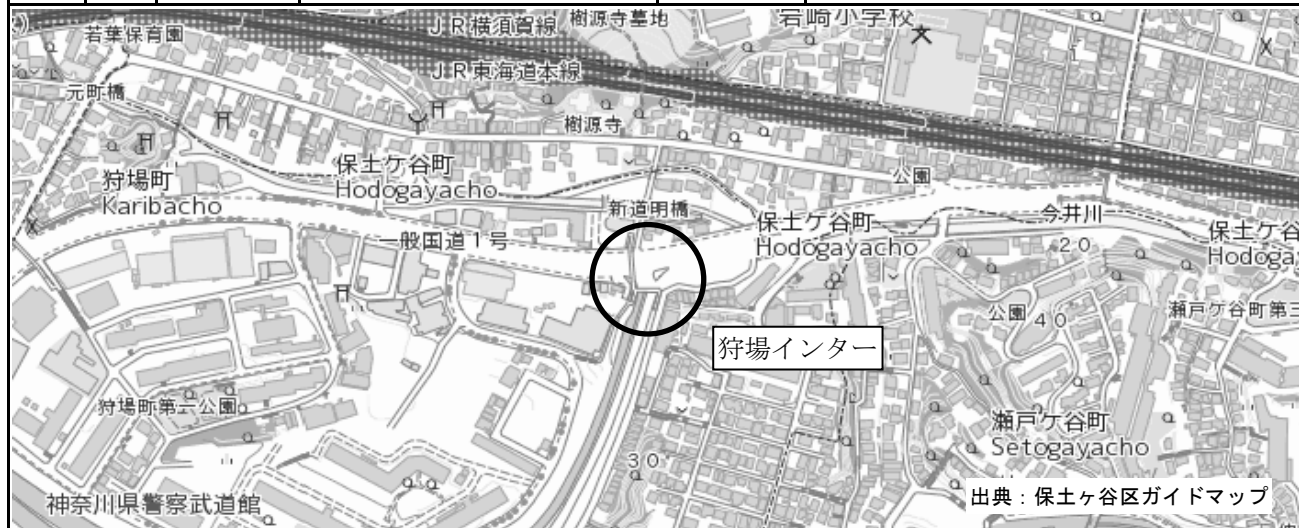 若葉保育園
JR横須賀線
樹源寺墓地
岩崎小学校
JR東海道本線
元町橋
樹源寺
狩場町
Karibacho
保土ケ谷町
Hodogayacho
公園
新道明橋
一般国道1号
保土ケ谷町
Hodogayacho
今井川
20
保土ケ谷
Hodoga
公園
40
瀬戸ケ谷町第三
狩場インター
狩場町第一公園
瀬戸ケ谷町
Setogayacho
30
神奈川県警察武道館
出典：保土ヶ谷区ガイドマップ